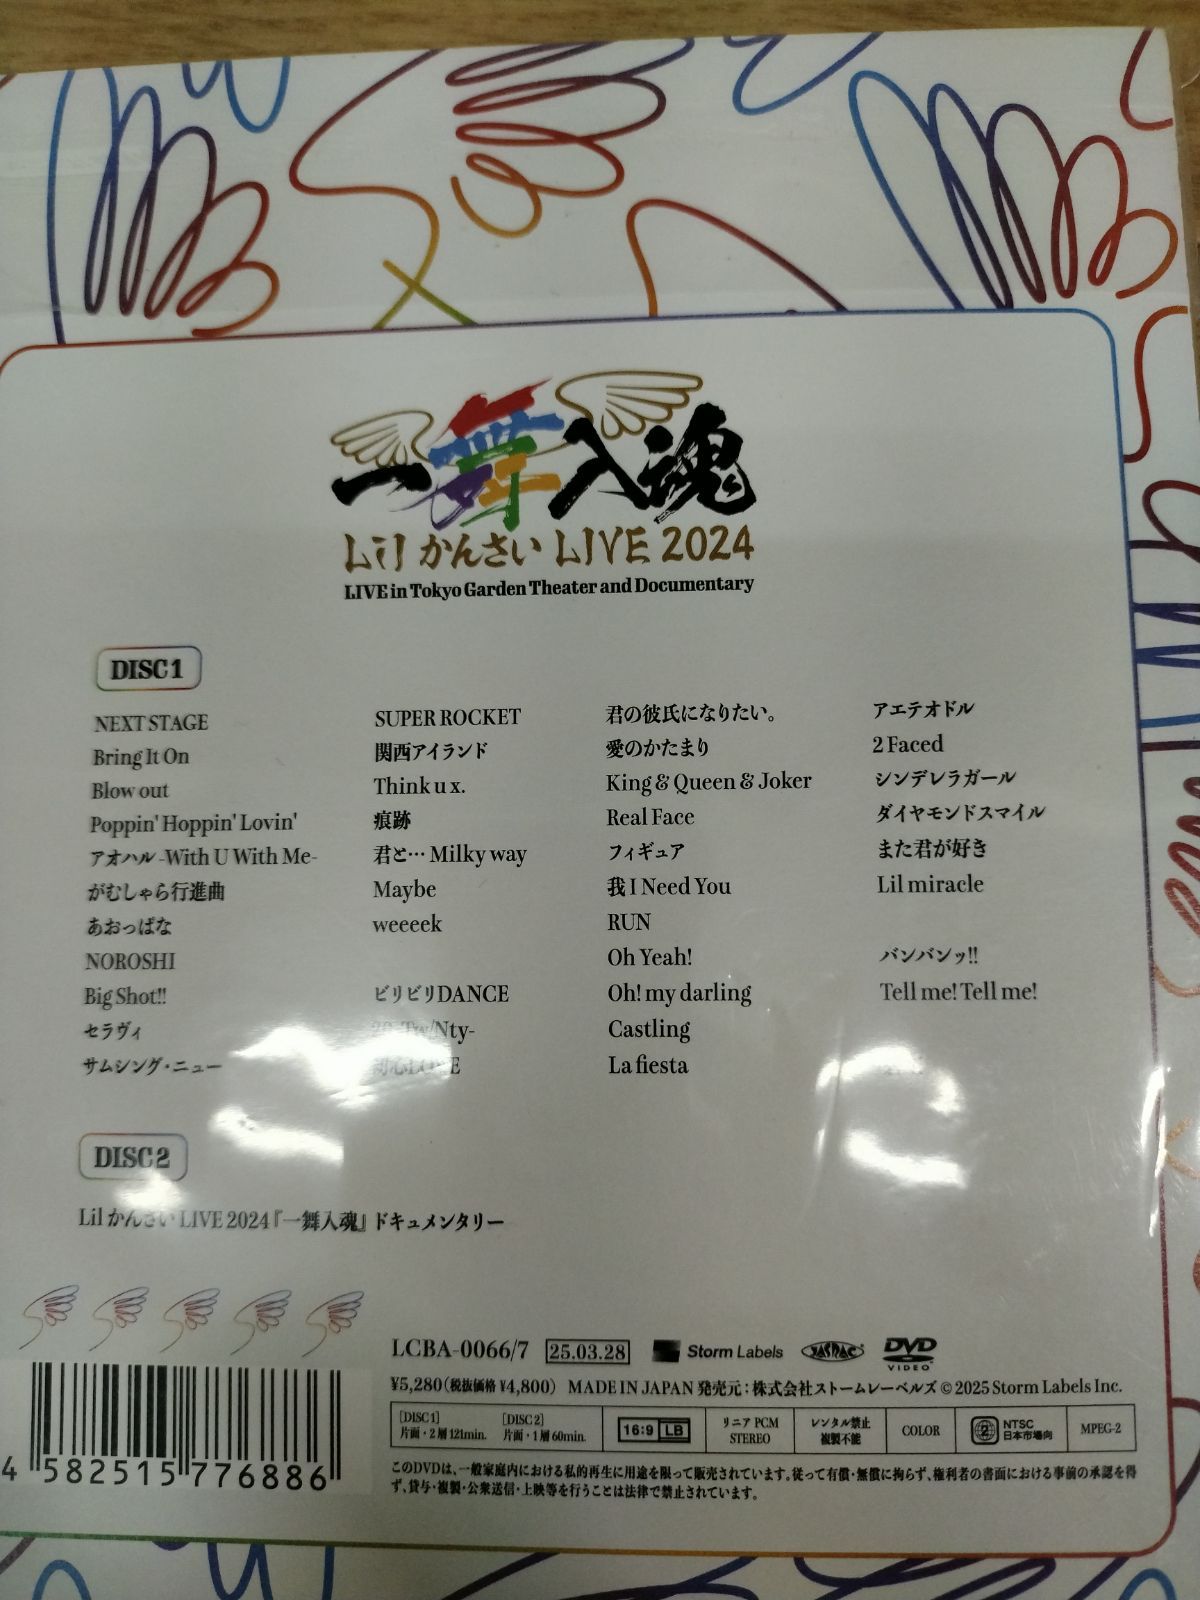 一舞入魂
Lil かんさい LIVE 2024
LIVE in Tokyo Garden Theater and Documentary
DISC 1
NEXT STAGE
Bring It On
Blow out
Poppin' Hoppin' Lovin'
アオハル -With U With Me-
がむしゃら行進曲
あおっぱな
NOROSHI
Big Shot!!
セラヴィ
サムシング・ニュー
SUPER ROCKET
関西アイランド
Think u x.
痕跡
君と… Milky way
Maybe
weeeek
ビリビリDANCE
Tw/Nty-
初心LOVE
君の彼氏になりたい。
愛のかたまり
King & Queen & Joker
Real Face
フィギュア
我 I Need You
RUN
Oh Yeah!
Oh! my darling
Castling
La fiesta
アエテオドル
2 Faced
シンデレラガール
ダイヤモンドスマイル
また君が好き
Lil miracle
バンバンッ!!
Tell me! Tell me!
DISC 2
Lil かんさい LIVE 2024『一舞入魂』ドキュメンタリー
LCBA-0066/7 25.03.28 Storm Labels JASRAC DVD VIDEO
¥5,280(税抜価格 ¥4,800) MADE IN JAPAN 発売元:株式会社ストームレーベルズ © 2025 Storm Labels Inc.
[DISC 1] 片面・2層 121min. [DISC 2] 片面・1層 60min. 16:9 LB リニア PCM STEREO レンタル禁止 複製不能 COLOR 2 NTSC 日本市場向 MPEG-2
このDVDは、一般家庭内における私的再生に用途を限って販売されています。従って有償・無償に拘らず、権利者の書面における事前の承認を得
ず、貸与・複製・公衆送信・上映等を行うことは法律で禁止されています。
4 582515 776886